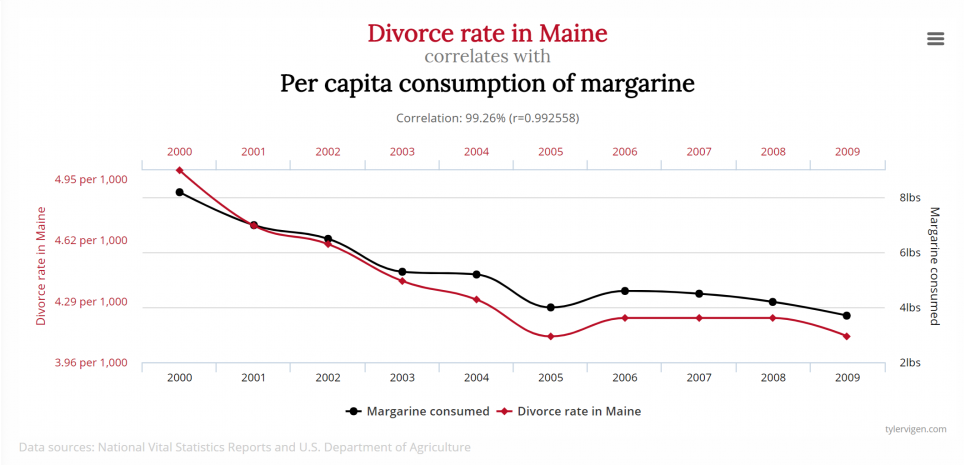 Divorce rate in Maine
correlates with
Per capita consumption of margarine
Correlation: 99.26% (r=0.992558)
2000 2001 2002 2003 2004 2005 2006 2007 2008 2009
Divorce rate in Maine
4.95 per 1,000
4.62 per 1,000
4.29 per 1,000
3.96 per 1,000
8lbs
6lbs
4lbs
2lbs
Margarine consumed
2000 2001 2002 2003 2004 2005 2006 2007 2008 2009
Margarine consumed Divorce rate in Maine
tylervigen.com
Data sources: National Vital Statistics Reports and U.S. Department of Agriculture